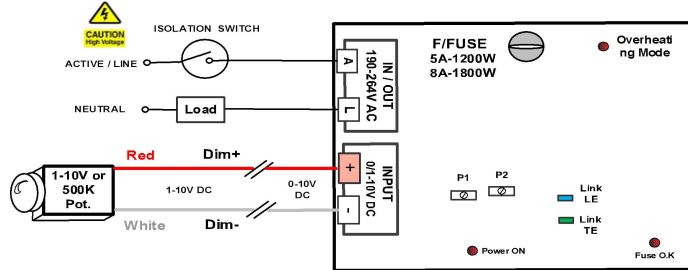 CAUTION
High Voltage
ISOLATION SWITCH
ACTIVE / LINE
NEUTRAL
Load
A
L
IN / OUT
190-264V AC
F/FUSE
5A-1200W
8A-1800W
Overheati
ng Mode
1-10V or
500K
Pot.
Red
Dim+
1-10V DC
0-10V
DC
White
Dim-
+
-
INPUT
0/1-10V DC
P1
P2
Link
LE
Link
TE
Power ON
Fuse O.K